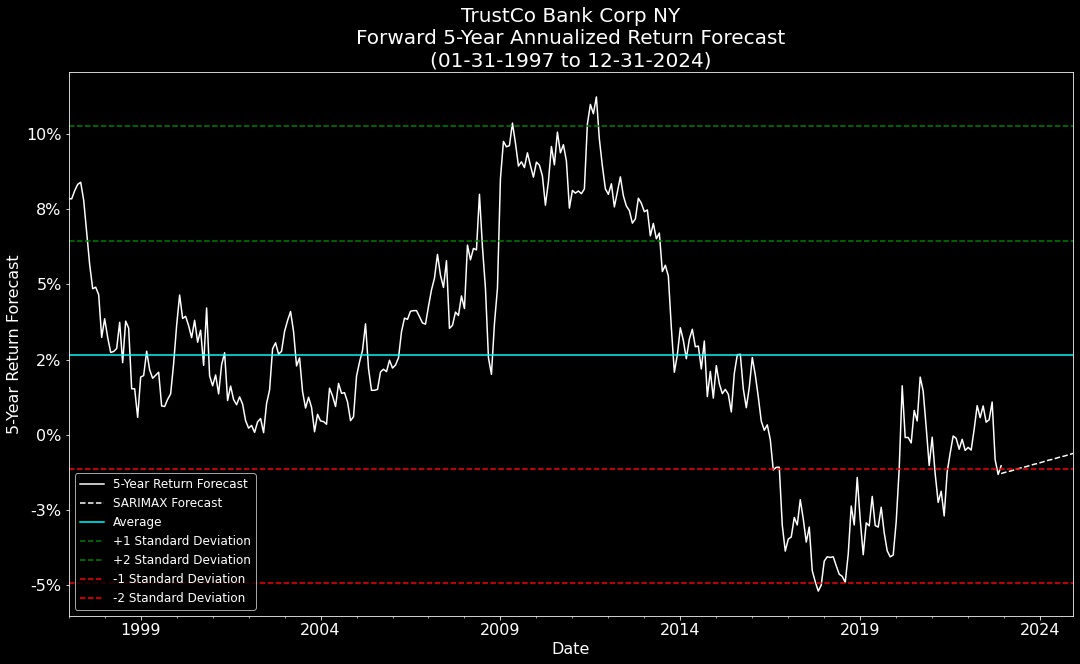 TrustCo Bank Corp NY
Forward 5-Year Annualized Return Forecast
(01-31-1997 to 12-31-2024)
10%
8%
5%
2%
0%
-3%
-5%
5-Year Return Forecast
5-Year Return Forecast
SARIMAX Forecast
Average
+1 Standard Deviation
+2 Standard Deviation
-1 Standard Deviation
-2 Standard Deviation
1999
2004
2009
2014
2019
2024
Date